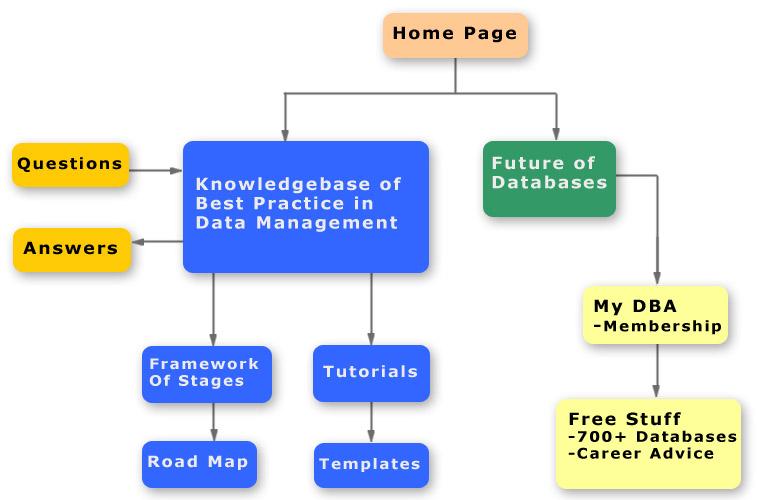 Home Page
Questions
Knowledgebase of
Best Practice in
Data Management
Future of
Databases
Answers
My DBA
-Membership
Framework
Of Stages
Tutorials
Free Stuff
-700+ Databases
-Career Advice
Road Map
Templates